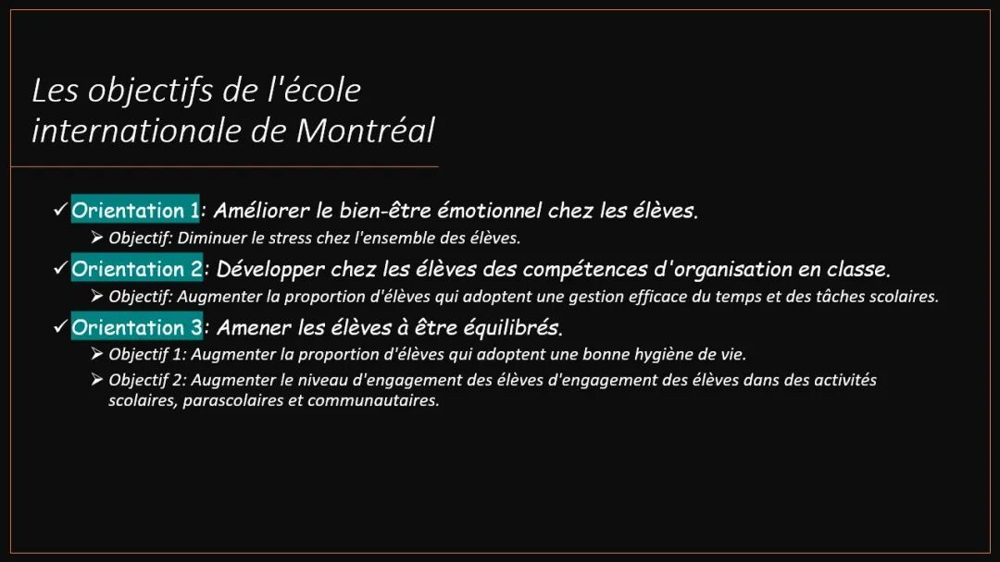 Les objectifs de l'école
internationale de Montréal
✓ Orientation 1: Améliorer le bien-être émotionnel chez les élèves.
➢ Objectif: Diminuer le stress chez l'ensemble des élèves.
✓ Orientation 2: Développer chez les élèves des compétences d'organisation en classe.
➢ Objectif: Augmenter la proportion d'élèves qui adoptent une gestion efficace du temps et des tâches scolaires.
✓ Orientation 3: Amener les élèves à être équilibrés.
➢ Objectif 1: Augmenter la proportion d'élèves qui adoptent une bonne hygiène de vie.
➢ Objectif 2: Augmenter le niveau d'engagement des élèves d'engagement des élèves dans des activités
scolaires, parascolaires et communautaires.